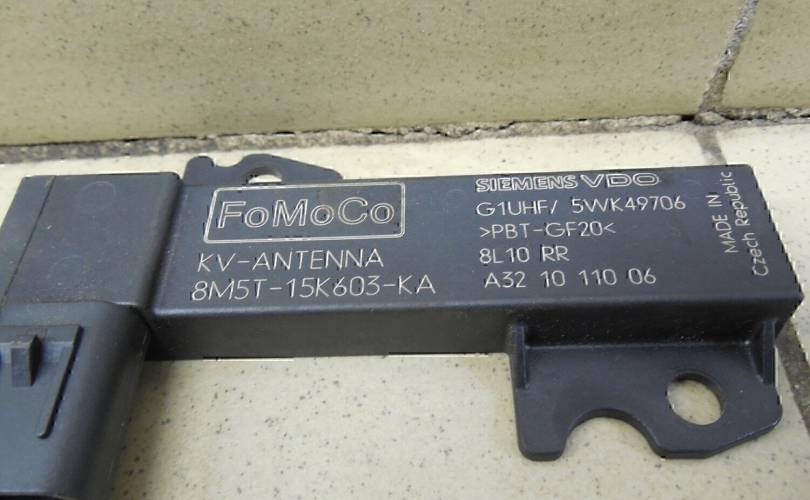 FoMoCo
KV-ANTENNA
8M5T-15K603-KA
SIEMENS VDO
G1UHF/ 5WK49706
>PBT-GF20<
8L10 RR
A32 10 110 06
MADE IN
Czech Republic